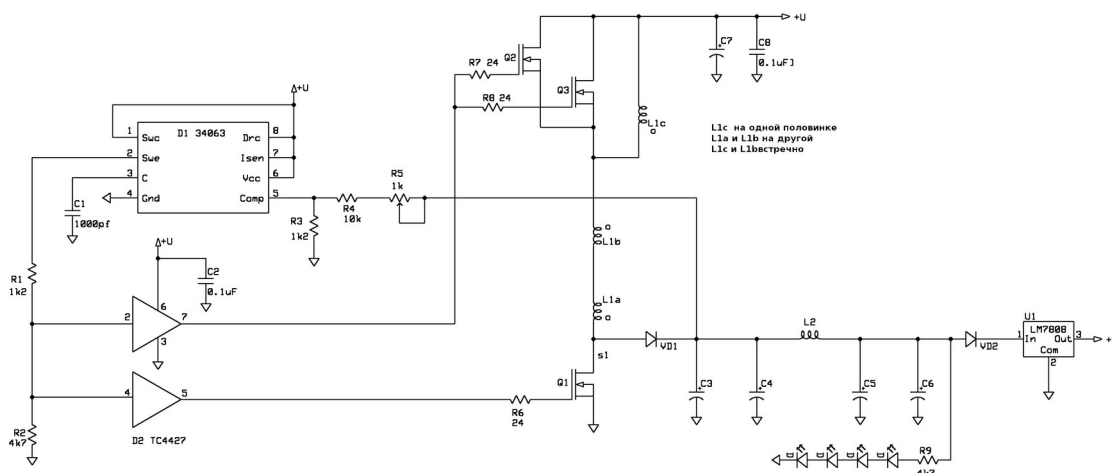 +U
C7
C8
0.1uF]
Q2
R7 24
R8 24
Q3
L1c
L1c на одной половинке
L1a и L1b на другой
L1c и L1bвстречно
+U
D1 34063
1 Swc Drc 8
2 Swe Isen 7
3 C Vcc 6
4 Gnd Comp 5
C1
1000pf
R5
1k
R4
10k
R3
1k2
L1b
L1a
+U
C2
0.1uF
R1
1k2
2 6 7
3
4 5
D2 TC4427
R2
4k7
R6
24
Q1
s1
VD1
L2
VD2
U1
LM7808
1 In Out 3 +
Com
2
C3
C4
C5
C6
R9
4k7